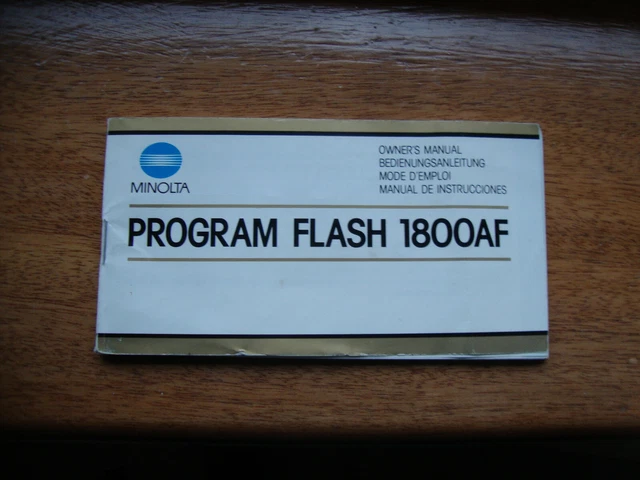 MINOLTA
OWNER'S MANUAL
BEDIENUNGSANLEITUNG
MODE D'EMPLOI
MANUAL DE INSTRUCCIONES
PROGRAM FLASH 1800AF